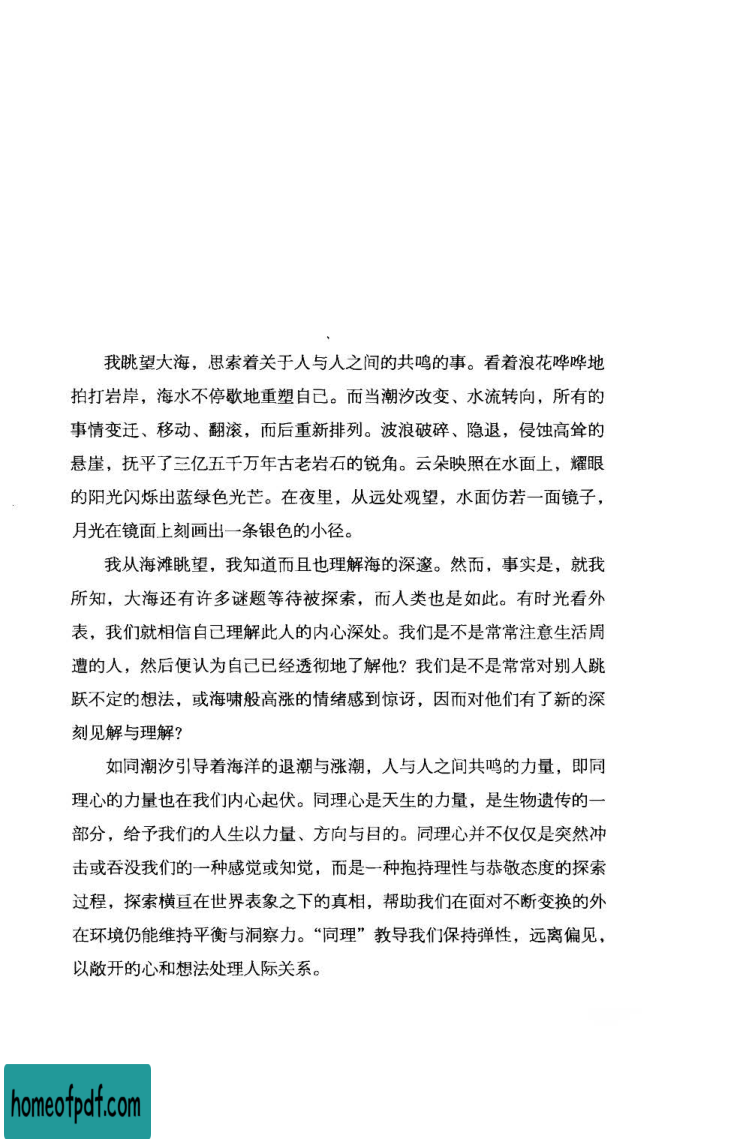 我眺望大海，思索着关于人与人之间的共鸣的事。看着浪花哗哗地
拍打岩岸，海水不停歇地重塑自己。而当潮汐改变、水流转向，所有的
事情变迁、移动、翻滚，而后重新排列。波浪破碎、隐退，侵蚀高耸的
悬崖，抚平了三亿五千万年古老岩石的锐角。云朵映照在水面上，耀眼
的阳光闪烁出蓝绿色光芒。在夜里，从远处观望，水面仿若一面镜子，
月光在镜面上刻画出一条银色的小径。
我从海滩眺望，我知道而且也理解海的深邃。然而，事实是，就我
所知，大海还有许多谜题等待被探索，而人类也是如此。有时光看外
表，我们就相信自己理解此人的内心深处。我们是不是常常注意生活周
遭的人，然后便认为自己已经透彻地了解他？我们是不是常常对别人跳
跃不定的想法，或海啸般高涨的情绪感到惊讶，因而对他们有了新的深
刻见解与理解？
如同潮汐引导着海洋的退潮与涨潮，人与人之间共鸣的力量，即同
理心的力量也在我们内心起伏。同理心是天生的力量，是生物遗传的一
部分，给予我们的人生以力量、方向与目的。同理心并不仅仅是突然冲
击或吞没我们的一种感觉或知觉，而是一种抱持理性与恭敬态度的探索
过程，探索横亘在世界表象之下的真相，帮助我们在面对不断变换的外
在环境仍能维持平衡与洞察力。“同理”教导我们保持弹性，远离偏见，
以敞开的心和想法处理人际关系。
homeofpdf.com